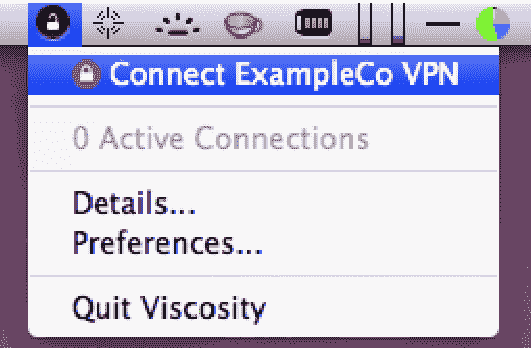 Connect ExampleCo VPN
0 Active Connections
Details...
Preferences...
Quit Viscosity